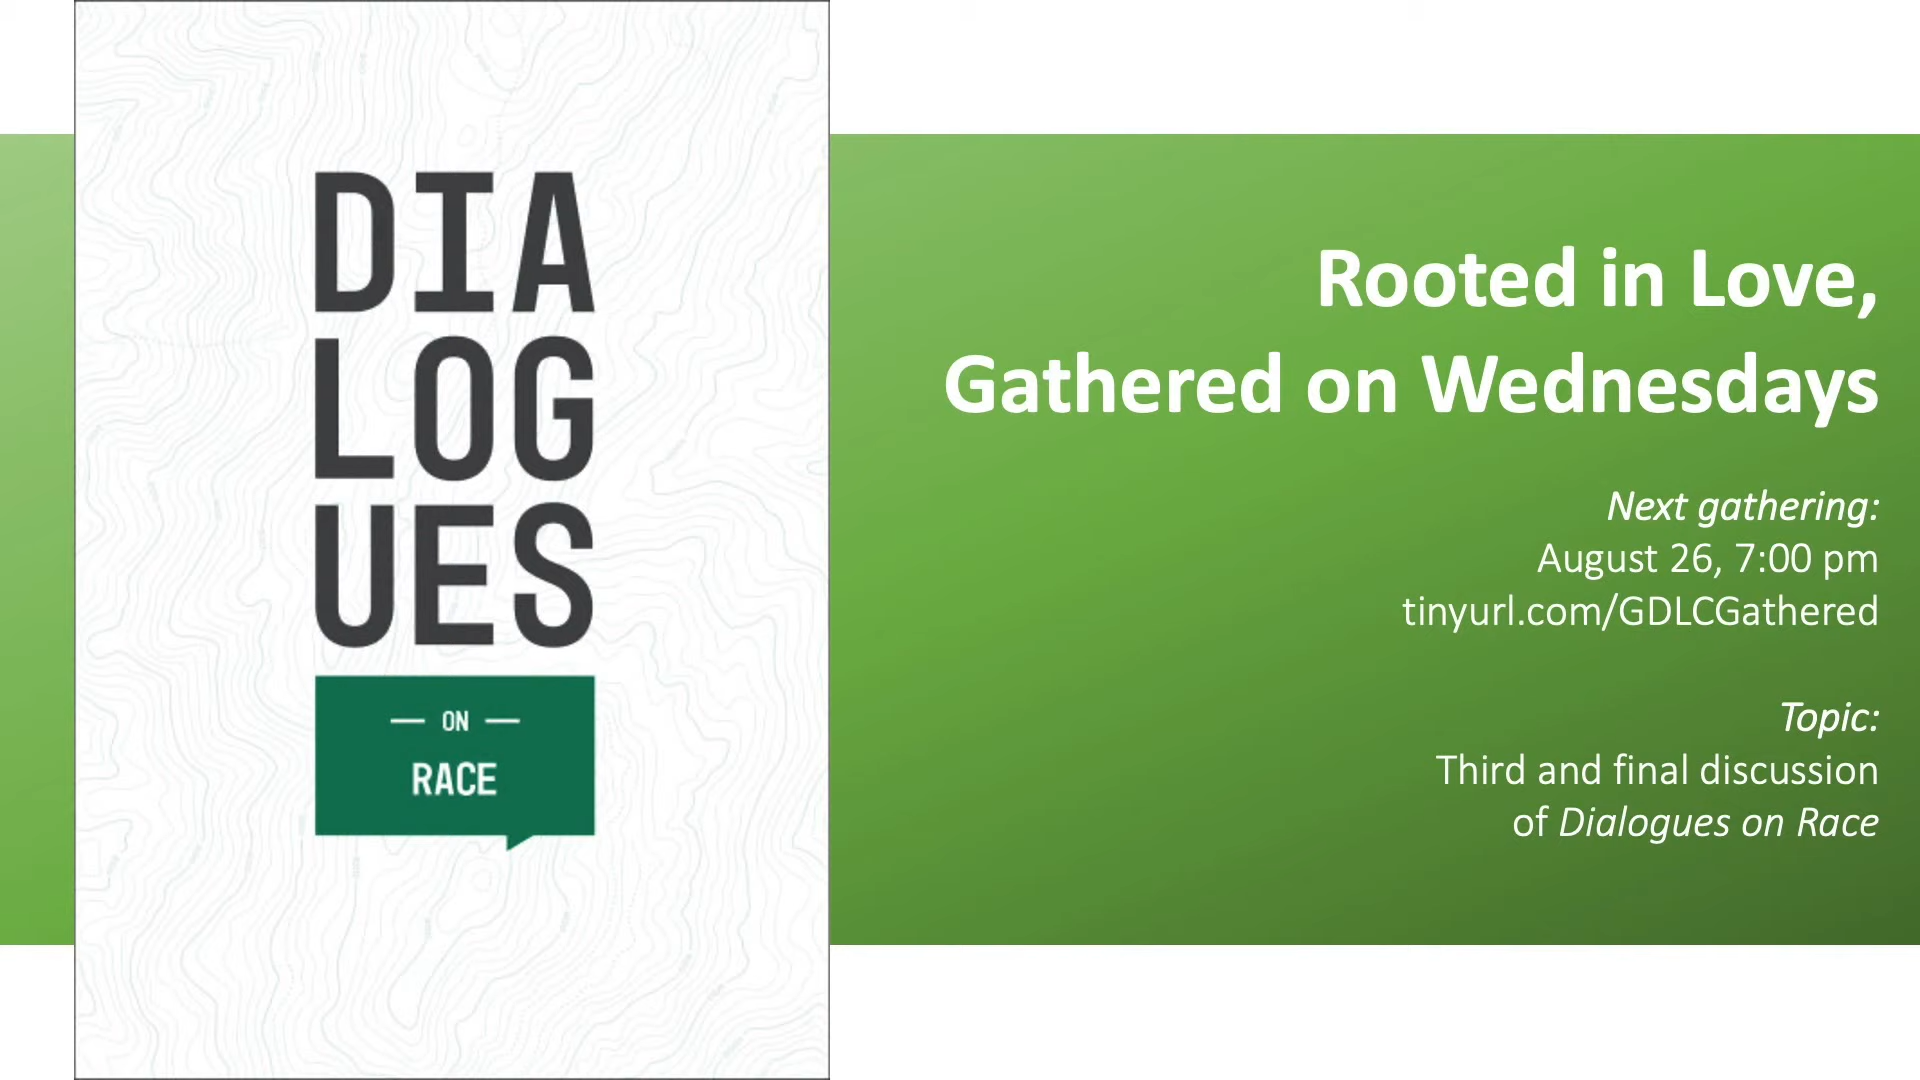 DIA
LOG
UES
ON
RACE
Rooted in Love,
Gathered on Wednesdays
Next gathering:
August 26, 7:00 pm
tinyurl.com/GDLCGathered
Topic:
Third and final discussion
of Dialogues on Race